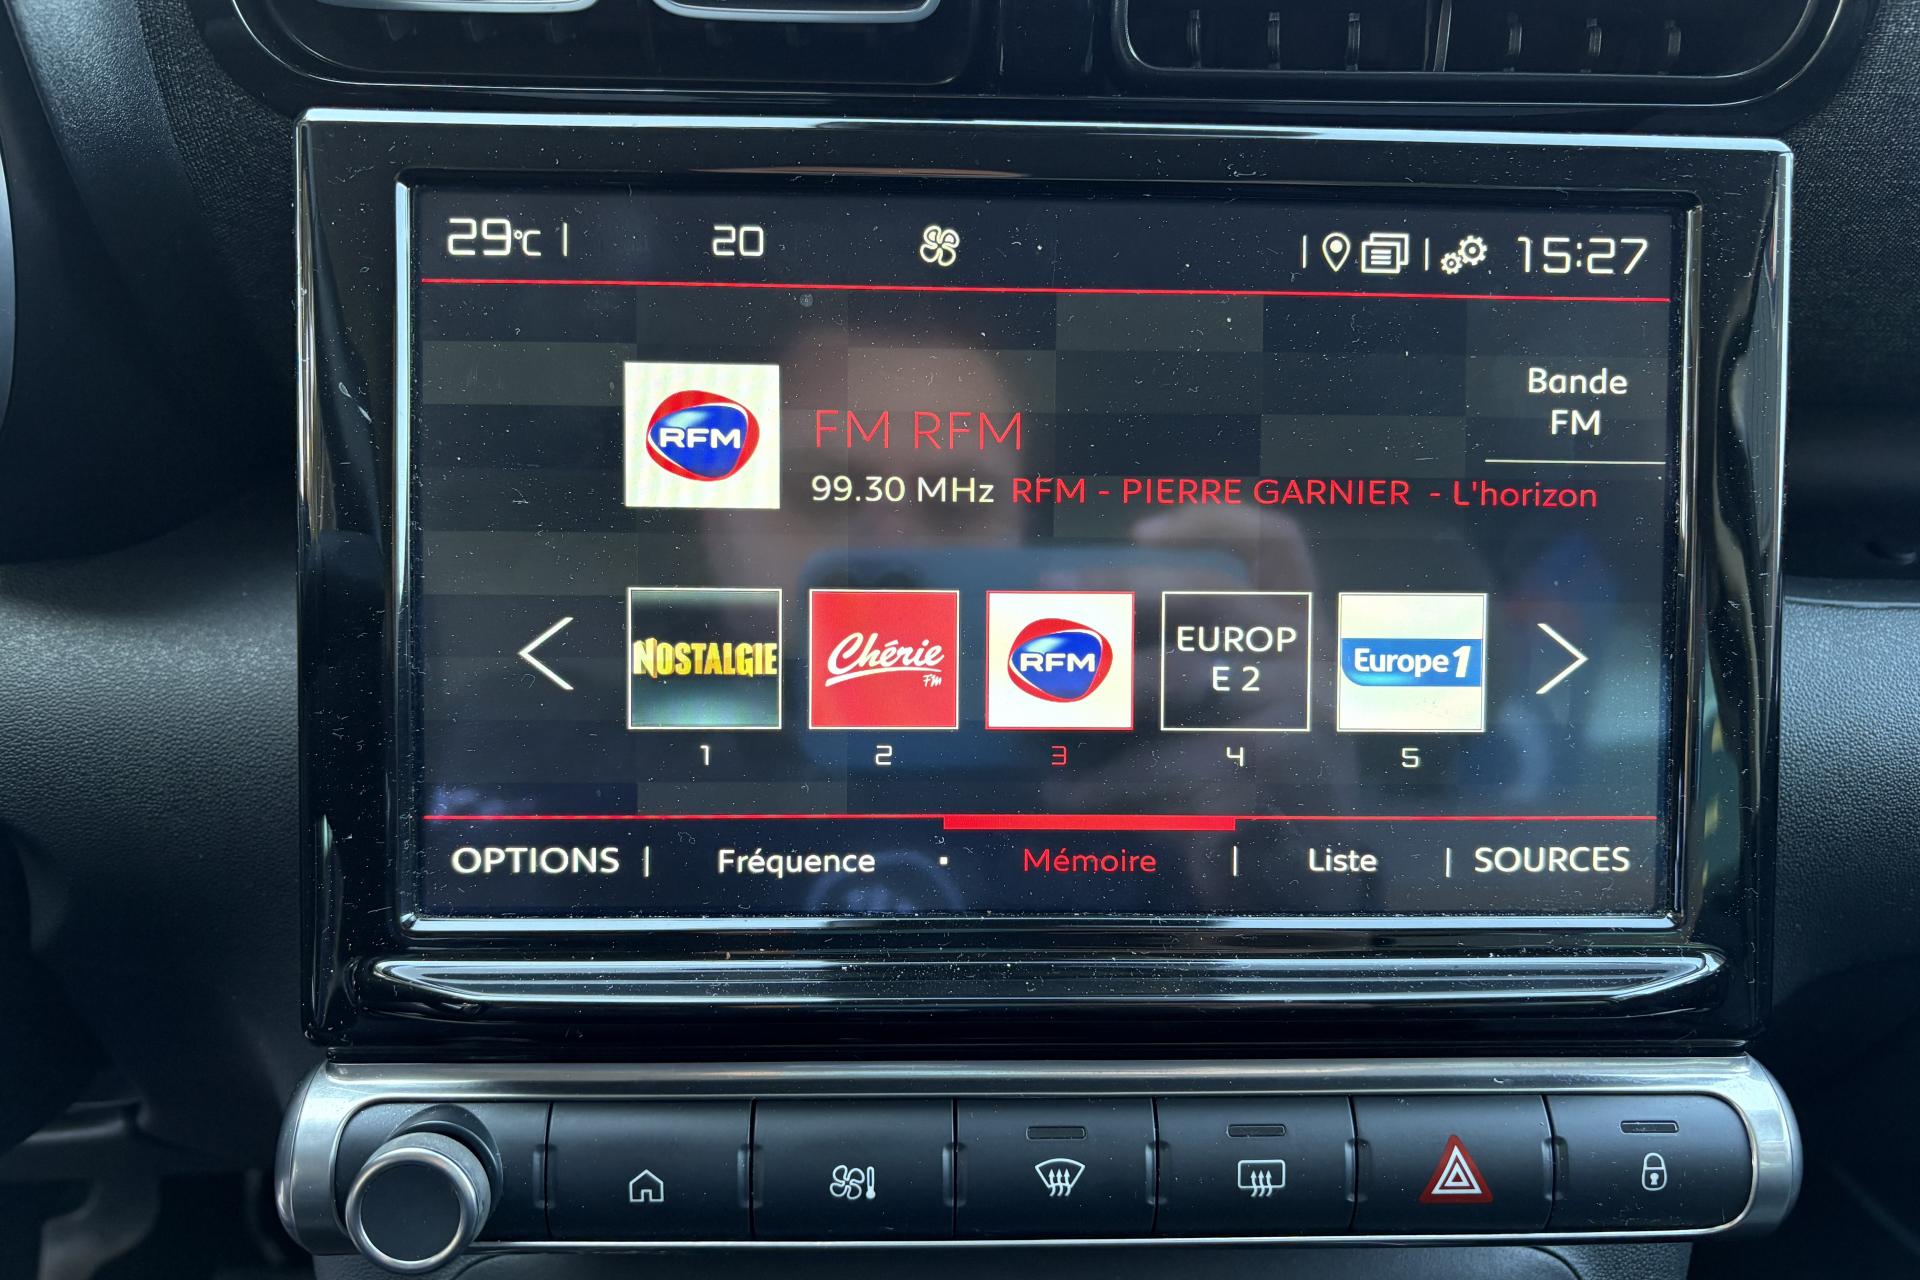 29°C 20 15:27
Bande
FM
RFM
FM RFM
99.30 MHz RFM - PIERRE GARNIER - L'horizon
NOSTALGIE
Chérie
FM
RFM
EUROP
E 2
Europe 1
1 2 3 4 5
OPTIONS Fréquence Mémoire Liste SOURCES